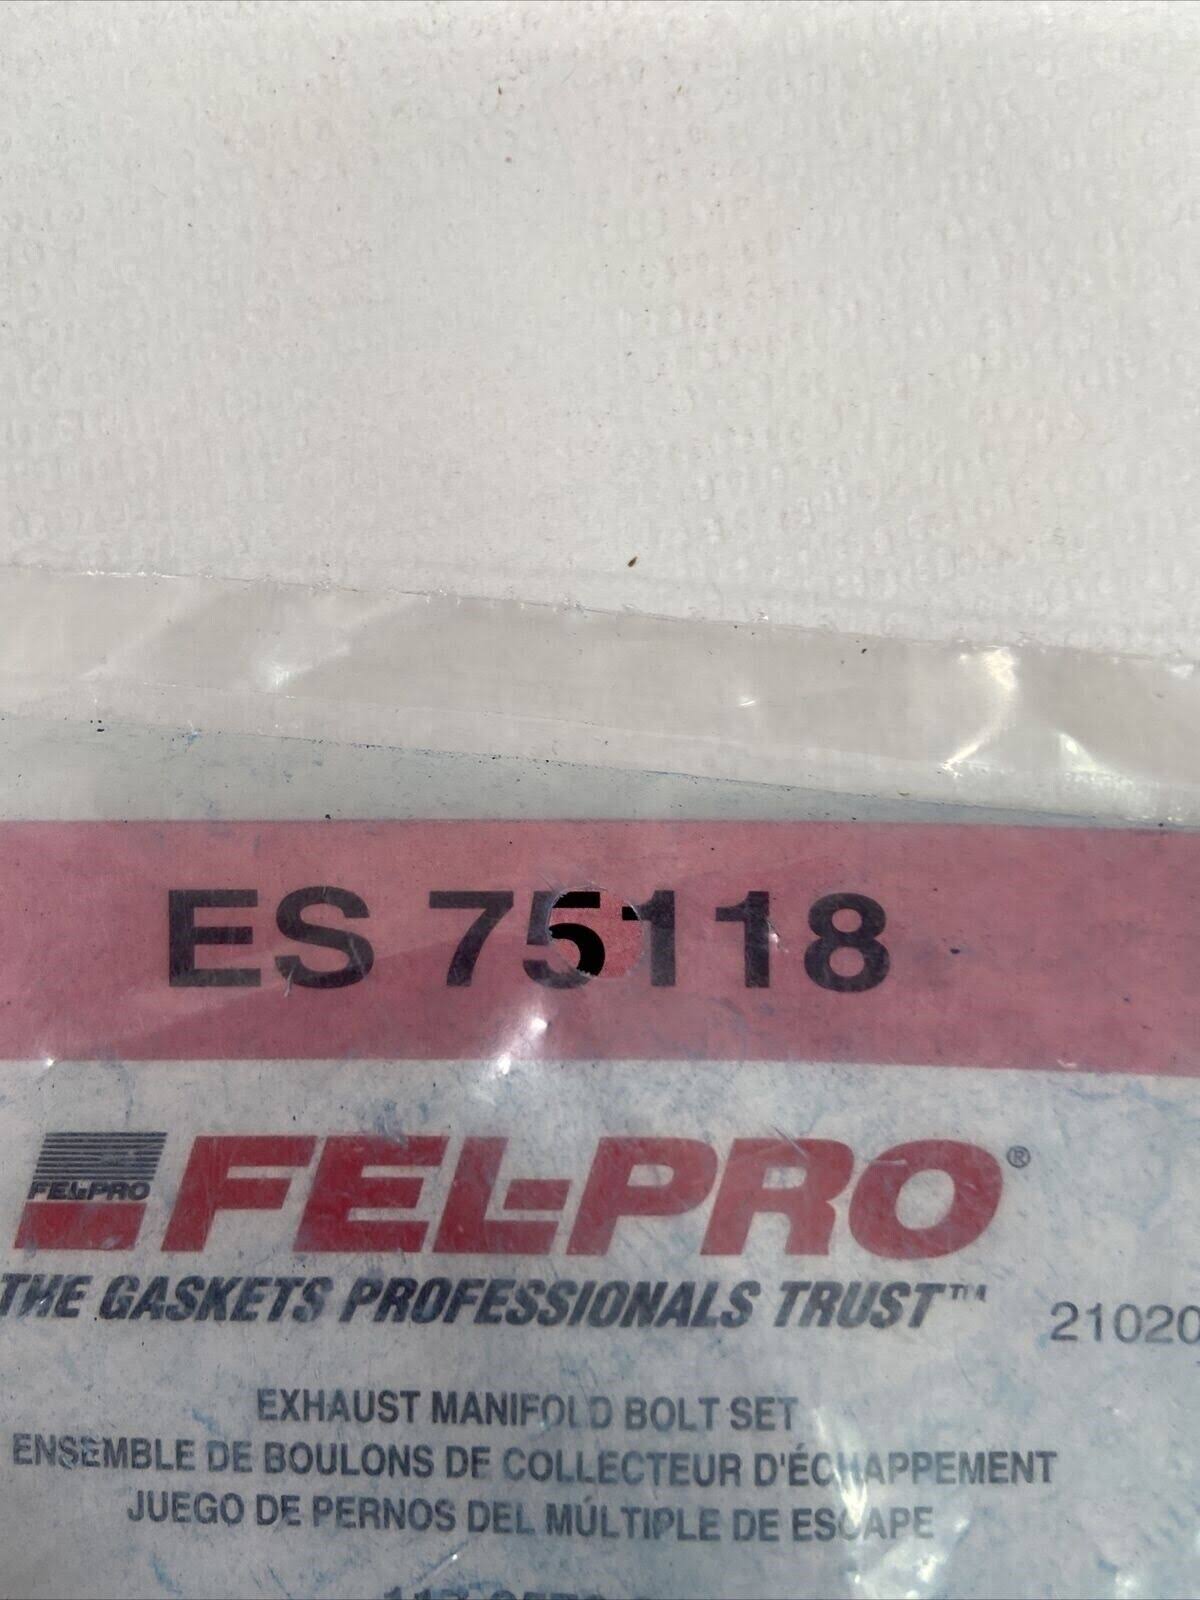 ES 75118
FEL-PRO
FEL-PRO®
THE GASKETS PROFESSIONALS TRUST™
21020
EXHAUST MANIFOLD BOLT SET
ENSEMBLE DE BOULONS DE COLLECTEUR D'ÉCHAPPEMENT
JUEGO DE PERNOS DEL MÚLTIPLE DE ESCAPE